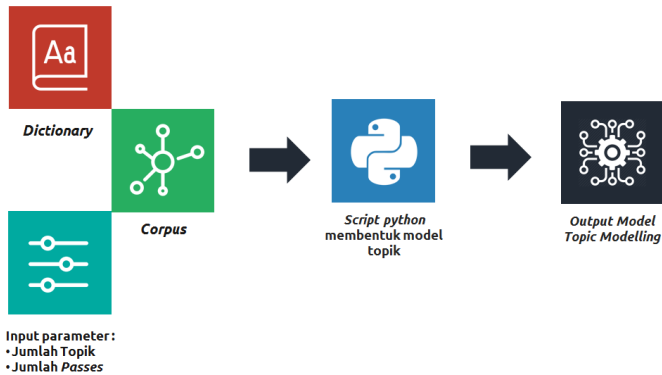 Aa
Dictionary
Corpus
Input parameter :
• Jumlah Topik
• Jumlah Passes
Script python
membentuk model
topik
Output Model
Topic Modelling